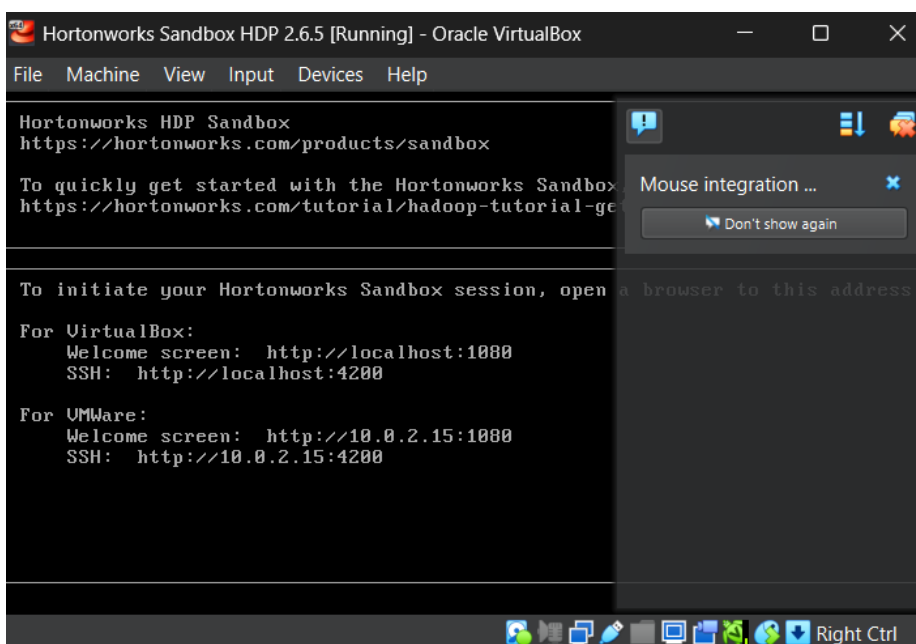 Hortonworks Sandbox HDP 2.6.5 [Running] - Oracle VirtualBox
File Machine View Input Devices Help
Hortonworks HDP Sandbox
https://hortonworks.com/products/sandbox
To quickly get started with the Hortonworks Sandbox
https://hortonworks.com/tutorial/hadoop-tutorial-ge
Mouse integration ...
Don't show again
To initiate your Hortonworks Sandbox session, open a browser to this address
For VirtualBox:
Welcome screen: http://localhost:1080
SSH: http://localhost:4200
For VMWare:
Welcome screen: http://10.0.2.15:1080
SSH: http://10.0.2.15:4200
Right Ctrl